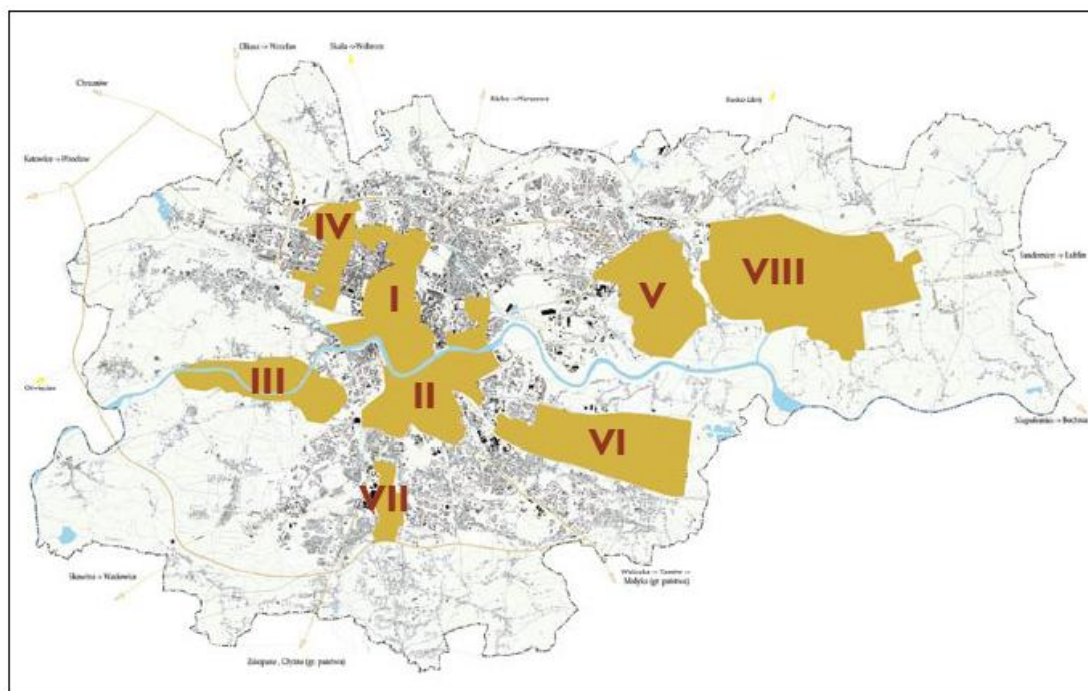 Olkusz -> Wrocław
Skała -> Wolbrom
Chrzanów
Kielce -> Warszawa
Busko-Zdrój
Katowice -> Wrocław
IV
I
V
VIII
Sandomierz -> Lublin
III
II
Oświęcim
VI
Niepołomice -> Bochnia
VII
Skawina -> Wadowice
Wieliczka -> Tarnów ->
Medyka (gr. państwa)
Zakopane , Chyżne (gr. państwa)